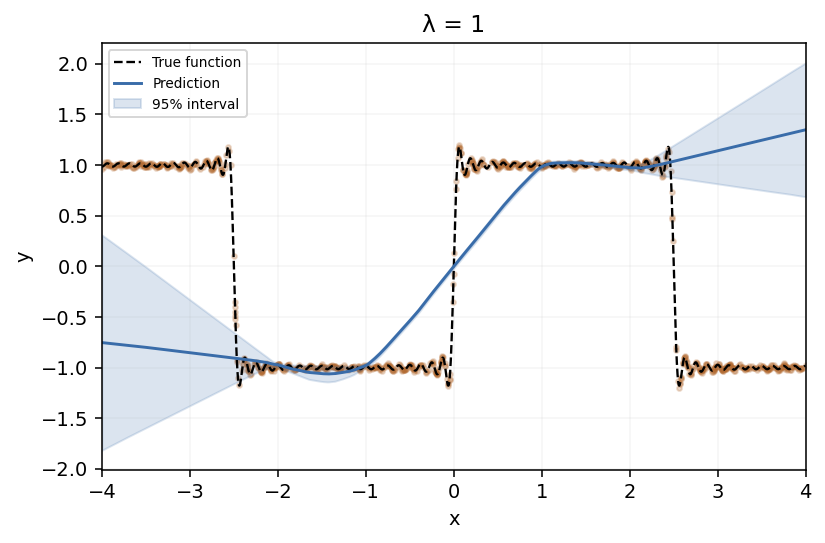 λ = 1
True function
Prediction
95% interval
2.0
1.5
1.0
0.5
0.0
−0.5
−1.0
−1.5
−2.0
y
−4 −3 −2 −1 0 1 2 3 4
x